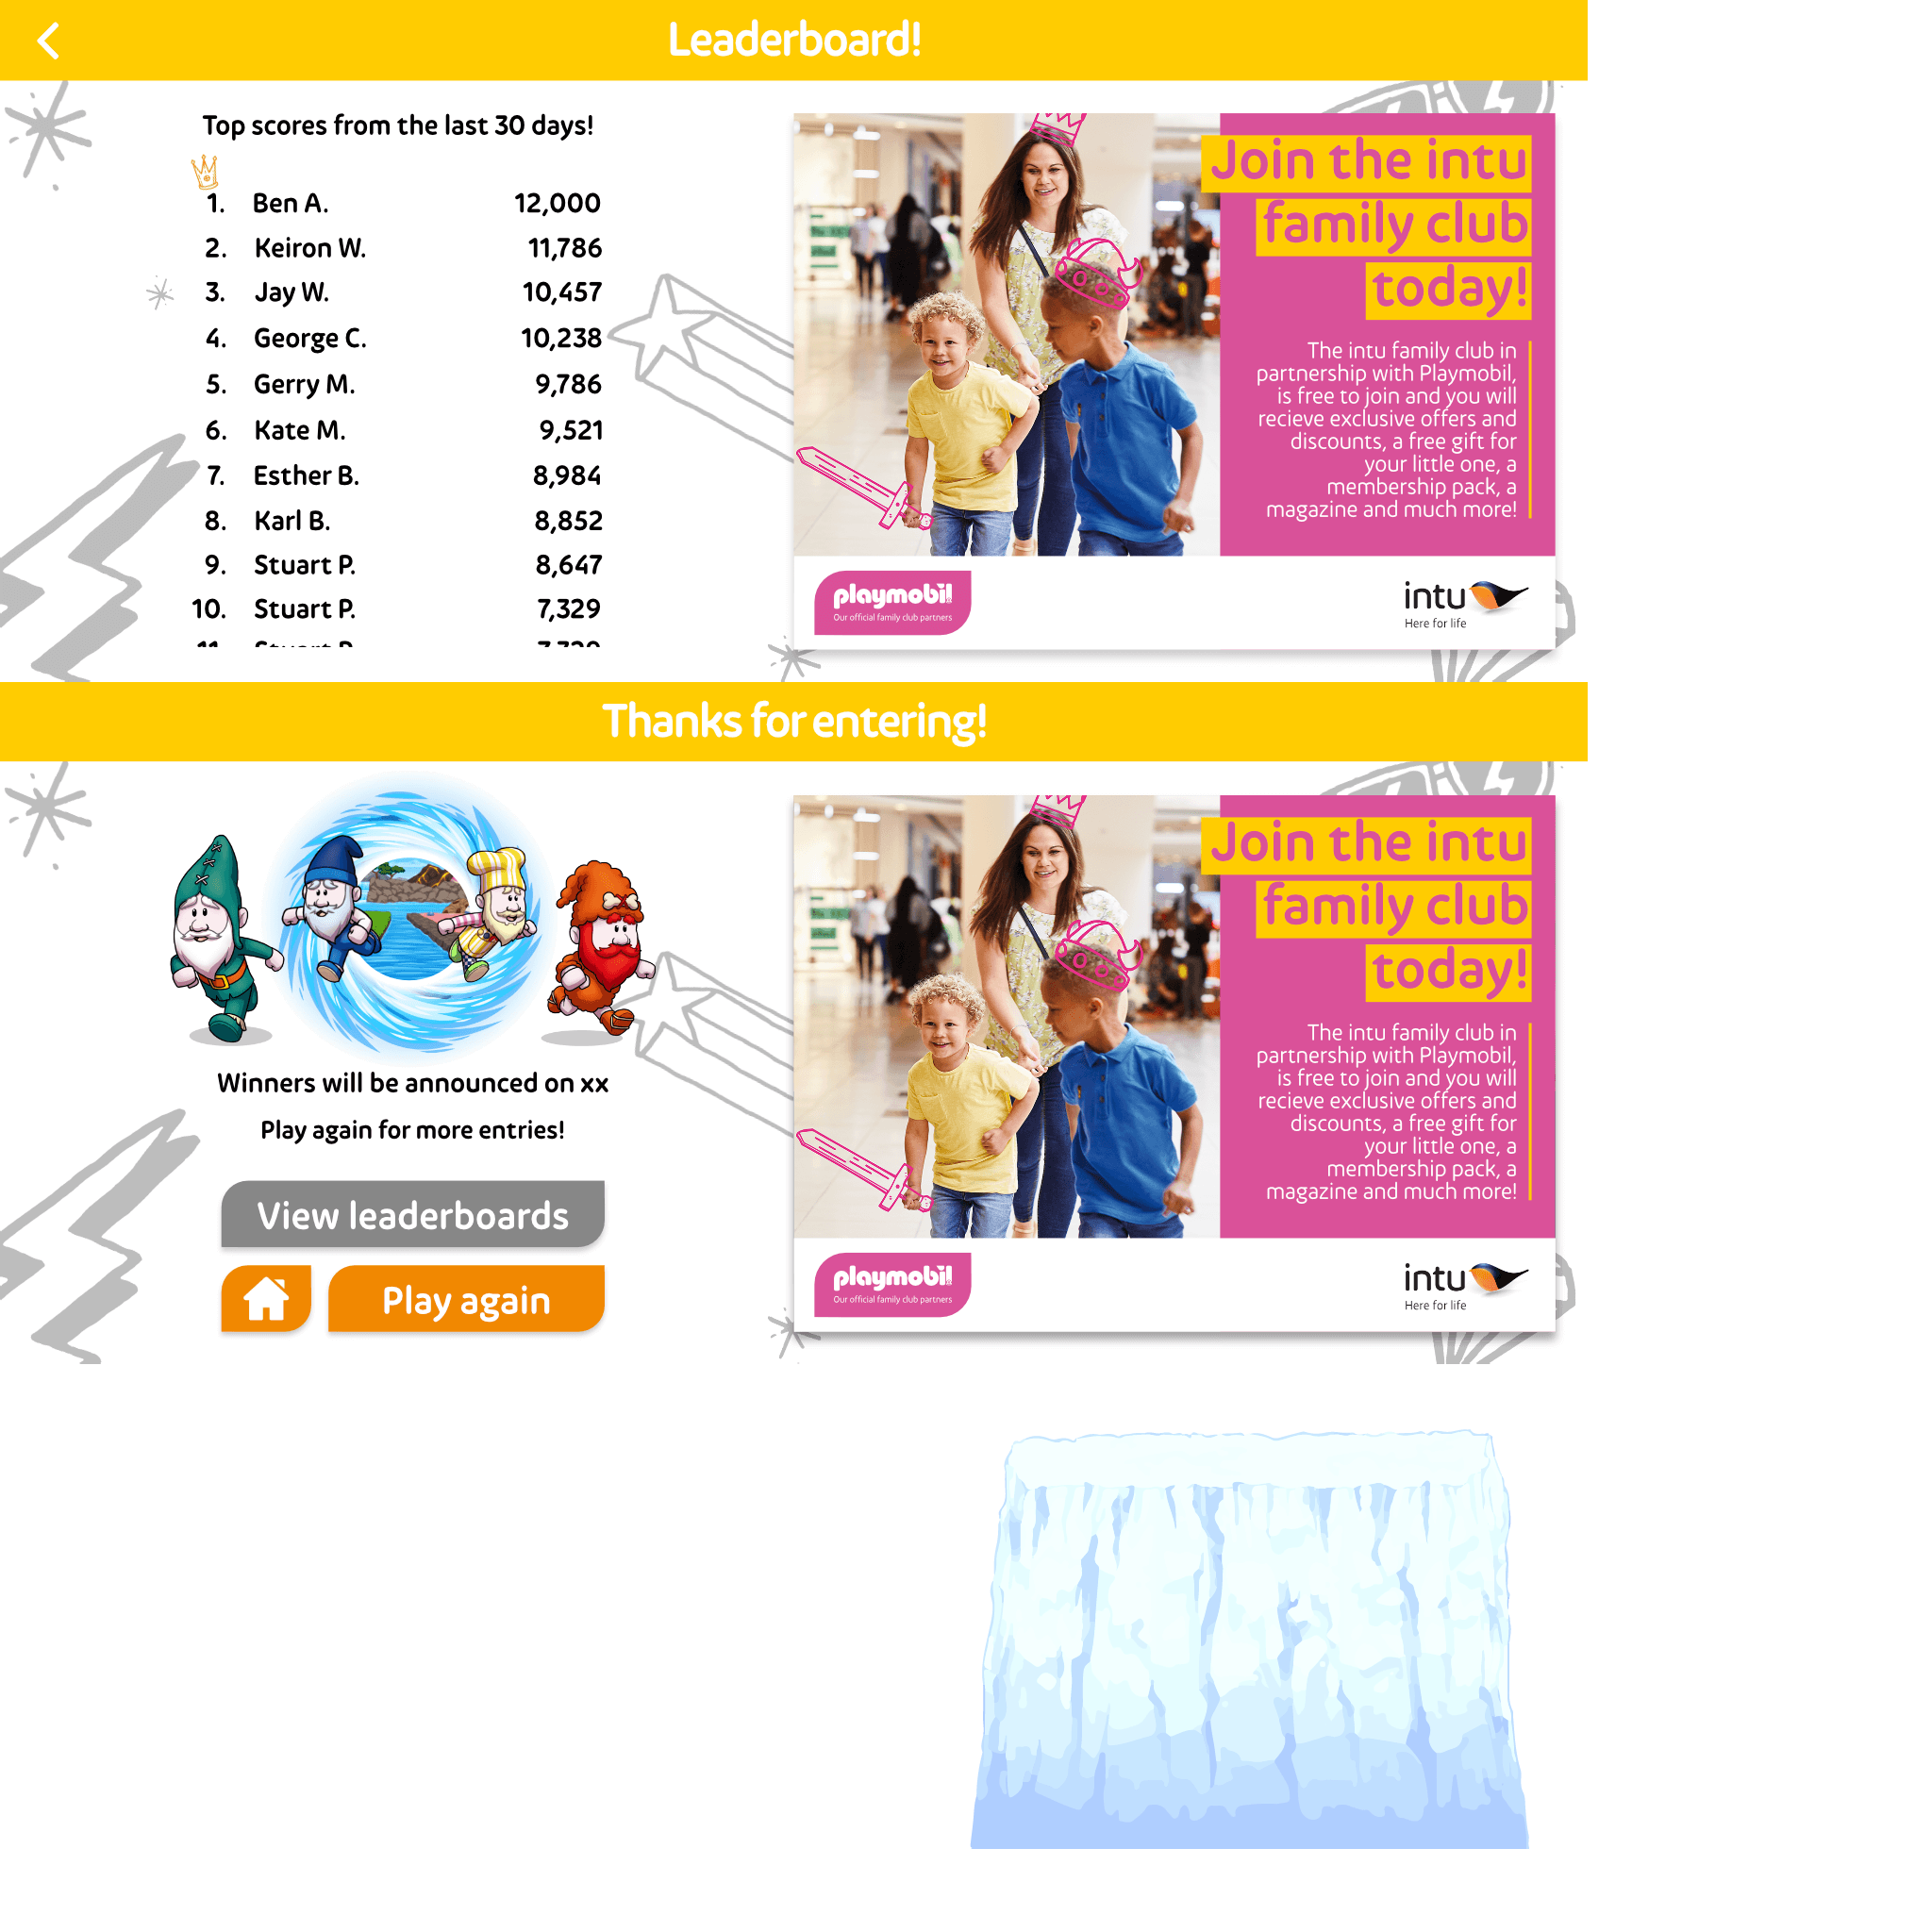 Leaderboard!
Top scores from the last 30 days!
1. Ben A. 12,000
2. Keiron W. 11,786
3. Jay W. 10,457
4. George C. 10,238
5. Gerry M. 9,786
6. Kate M. 9,521
7. Esther B. 8,984
8. Karl B. 8,852
9. Stuart P. 8,647
10. Stuart P. 7,329
Join the intu
family club
today!
The intu family club in
partnership with Playmobil,
is free to join and you will
recieve exclusive offers and
discounts, a free gift for
your little one, a
membership pack, a
magazine and much more!
playmobil
Our official family club partners
intu
Here for life
Thanks for entering!
Winners will be announced on xx
Play again for more entries!
View leaderboards
Play again
Join the intu
family club
today!
The intu family club in
partnership with Playmobil,
is free to join and you will
recieve exclusive offers and
discounts, a free gift for
your little one, a
membership pack, a
magazine and much more!
playmobil
Our official family club partners
intu
Here for life